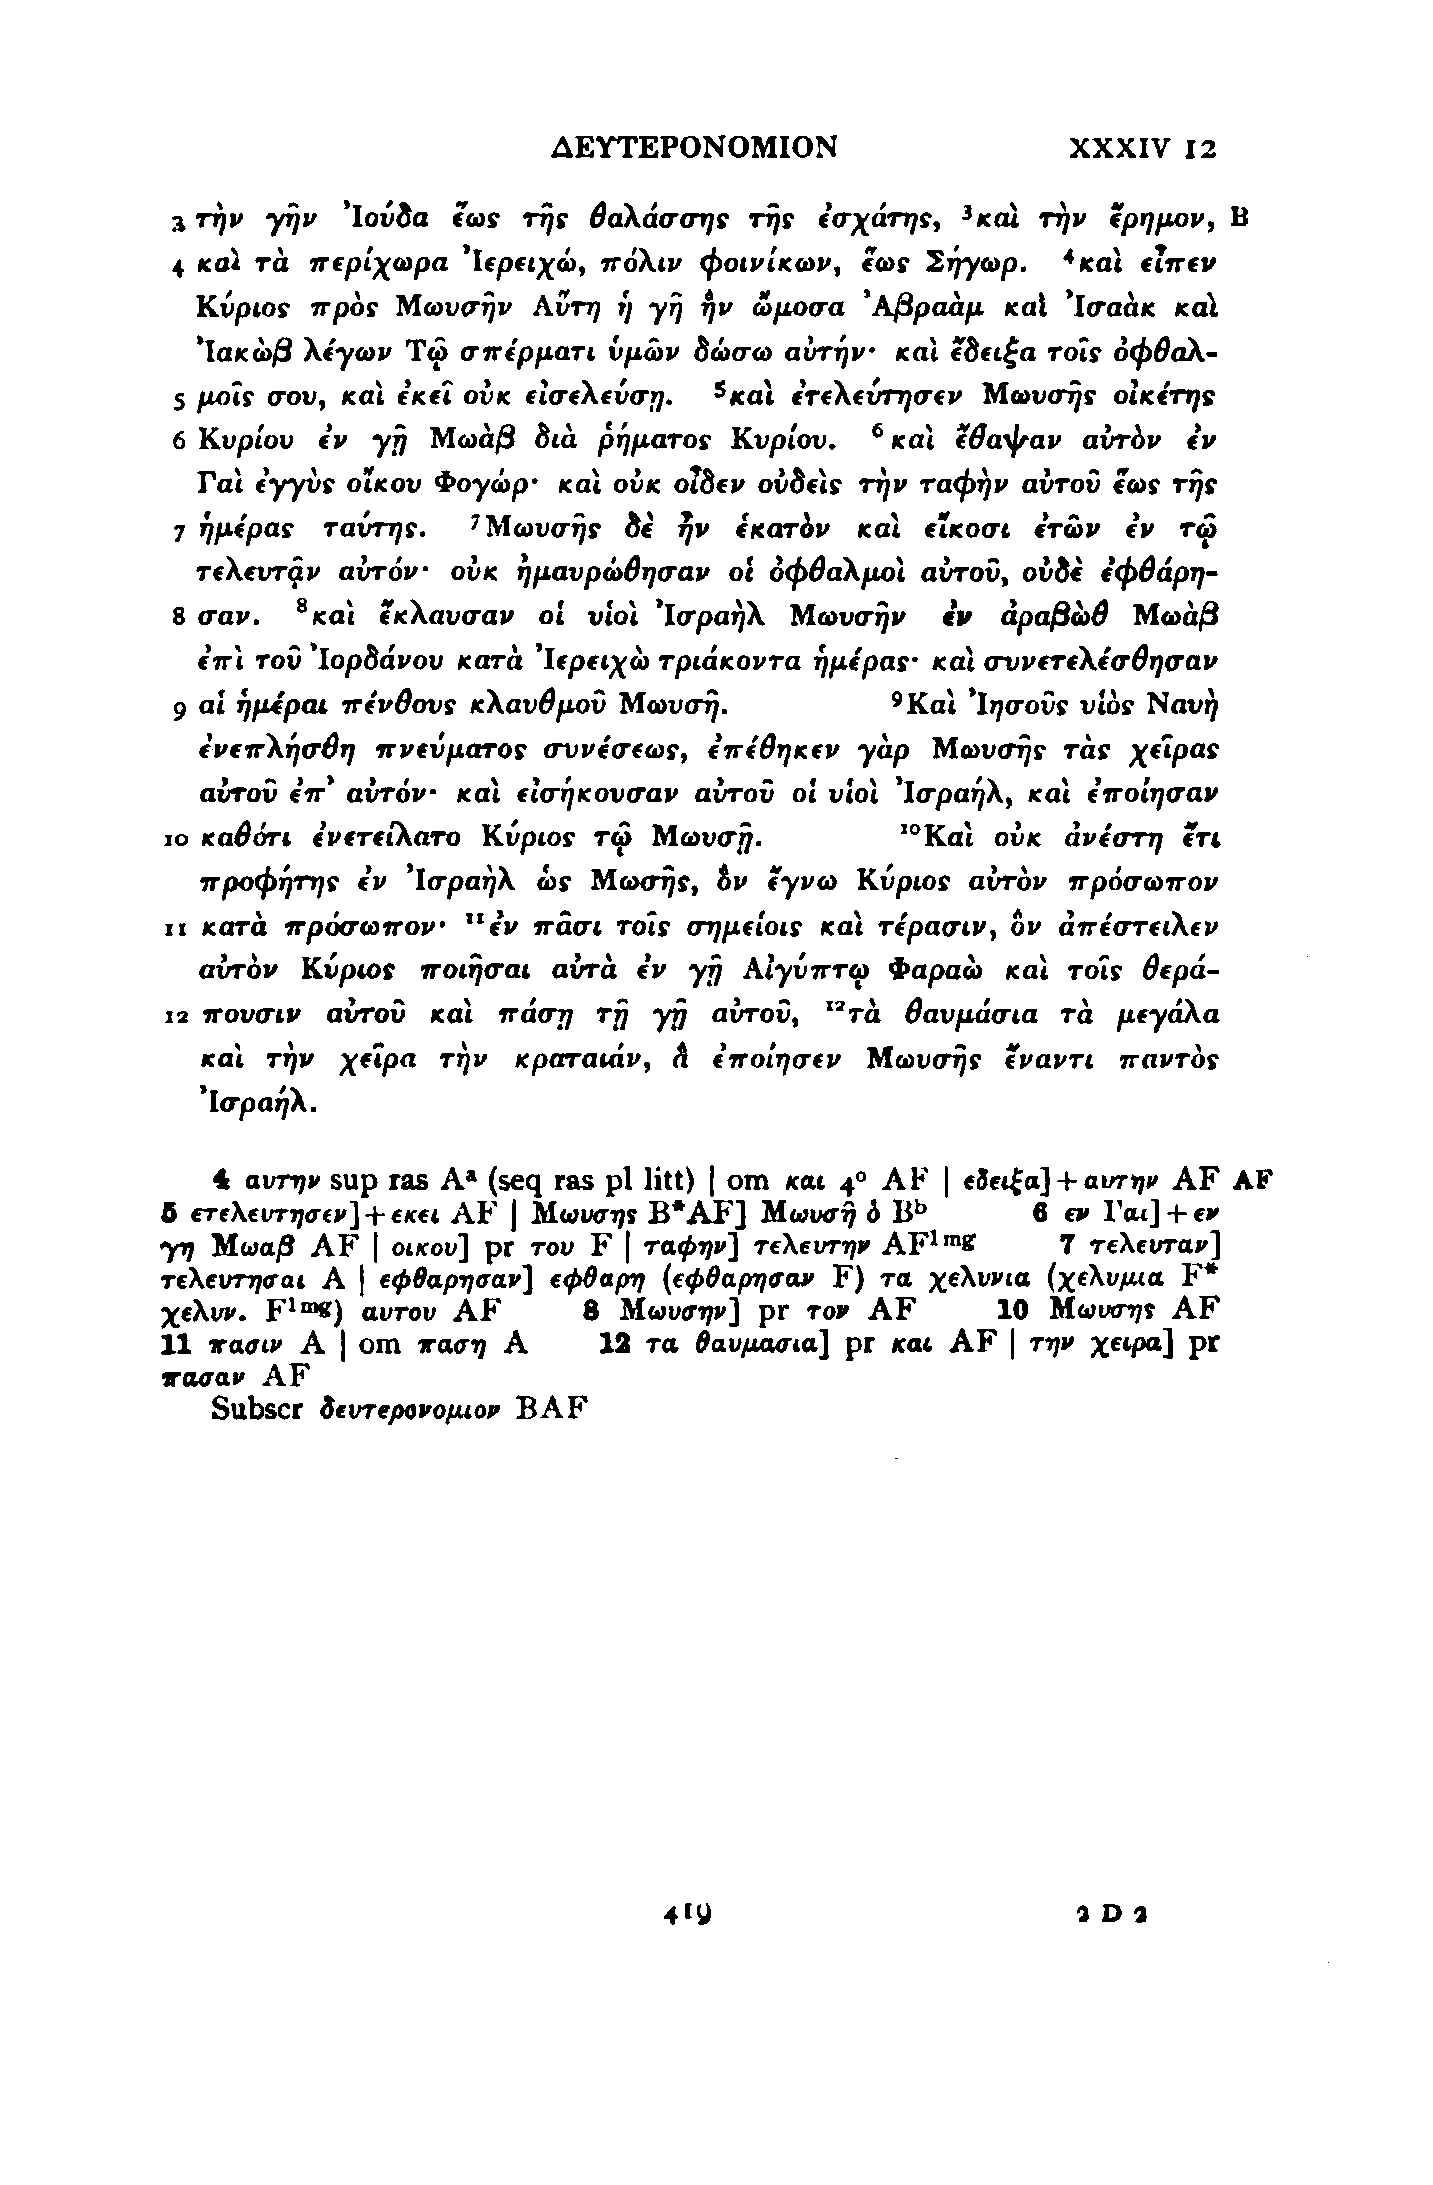 ΔΕΥΤΕΡΟΝΟΜΙΟΝ XXXIV 12
3 τὴν γῆν Ἰούδα ἕως τῆς θαλάσσης τῆς ἐσχάτης, ³καὶ τὴν ἔρημον, B
4 καὶ τὰ περίχωρα Ἰερειχώ, πόλιν φοινίκων, ἕως Σήγωρ. ⁴καὶ εἶπεν
Κύριος πρὸς Μωυσῆν Αὕτη ἡ γῆ ἣν ὤμοσα Ἀβραὰμ καὶ Ἰσαὰκ καὶ
Ἰακὼβ λέγων Τῷ σπέρματι ὑμῶν δώσω αὐτήν· καὶ ἔδειξα τοῖς ὀφθαλ-
5 μοῖς σου, καὶ ἐκεῖ οὐκ εἰσελεύσῃ. ⁵καὶ ἐτελεύτησεν Μωυσῆς οἰκέτης
6 Κυρίου ἐν γῇ Μωὰβ διὰ ῥήματος Κυρίου. ⁶καὶ ἔθαψαν αὐτὸν ἐν
Γαὶ ἐγγὺς οἴκου Φογώρ· καὶ οὐκ οἶδεν οὐδεὶς τὴν ταφὴν αὐτοῦ ἕως τῆς
7 ἡμέρας ταύτης. ⁷Μωυσῆς δὲ ἦν ἑκατὸν καὶ εἴκοσι ἐτῶν ἐν τῷ
τελευτᾷν αὐτόν· οὐκ ἠμαυρώθησαν οἱ ὀφθαλμοὶ αὐτοῦ, οὐδὲ ἐφθάρη-
8 σαν. ⁸καὶ ἔκλαυσαν οἱ υἱοὶ Ἰσραὴλ Μωυσῆν ἐν ἀραβὼθ Μωὰβ
ἐπὶ τοῦ Ἰορδάνου κατὰ Ἰερειχὼ τριάκοντα ἡμέρας· καὶ συνετελέσθησαν
9 αἱ ἡμέραι πένθους κλαυθμοῦ Μωυσῆ. ⁹Καὶ Ἰησοῦς υἱὸς Ναυὴ
ἐνεπλήσθη πνεύματος συνέσεως, ἐπέθηκεν γὰρ Μωυσῆς τὰς χεῖρας
αὐτοῦ ἐπ᾽ αὐτόν· καὶ εἰσήκουσαν αὐτοῦ οἱ υἱοὶ Ἰσραήλ, καὶ ἐποίησαν
10 καθότι ἐνετείλατο Κύριος τῷ Μωυσῇ. ¹⁰Καὶ οὐκ ἀνέστη ἔτι
προφήτης ἐν Ἰσραὴλ ὡς Μωσῆς, ὃν ἔγνω Κύριος αὐτὸν πρόσωπον
11 κατὰ πρόσωπον· ¹¹ἐν πᾶσι τοῖς σημείοις καὶ τέρασιν, ὃν ἀπέστειλεν
αὐτὸν Κύριος ποιῆσαι αὐτὰ ἐν γῇ Αἰγύπτῳ Φαραὼ καὶ τοῖς θερά-
12 πουσιν αὐτοῦ καὶ πάσῃ τῇ γῇ αὐτοῦ, ¹²τὰ θαυμάσια τὰ μεγάλα
καὶ τὴν χεῖρα τὴν κραταιάν, ἃ ἐποίησεν Μωυσῆς ἔναντι παντὸς
Ἰσραήλ.
4 αυτην sup ras Aᵃ (seq ras pl litt) | om και 4⁰ AF | εδειξα]+αυτην AF AF
5 ετελευτησεν]+εκει AF | Μωυσης B*AF] Μωυσῆ ὁ Bᵇ 6 εν Γαι]+εν
γη Μωαβ AF | οικου] pr του F | ταφην] τελευτην AF¹ᵐᵍ 7 τελευταν]
τελευτησαι A | εφθαρησαν] εφθαρη (εφθαρησαν F) τα χελυνια (χελυμια F*
χελυν. F¹ᵐᵍ) αυτου AF 8 Μωυσην] pr τον AF 10 Μωυσης AF
11 πασιν A | om παση A 12 τα θαυμασια] pr και AF | την χειρα] pr
πασαν AF
Subscr δευτερονομιον BAF
419 2 D 2